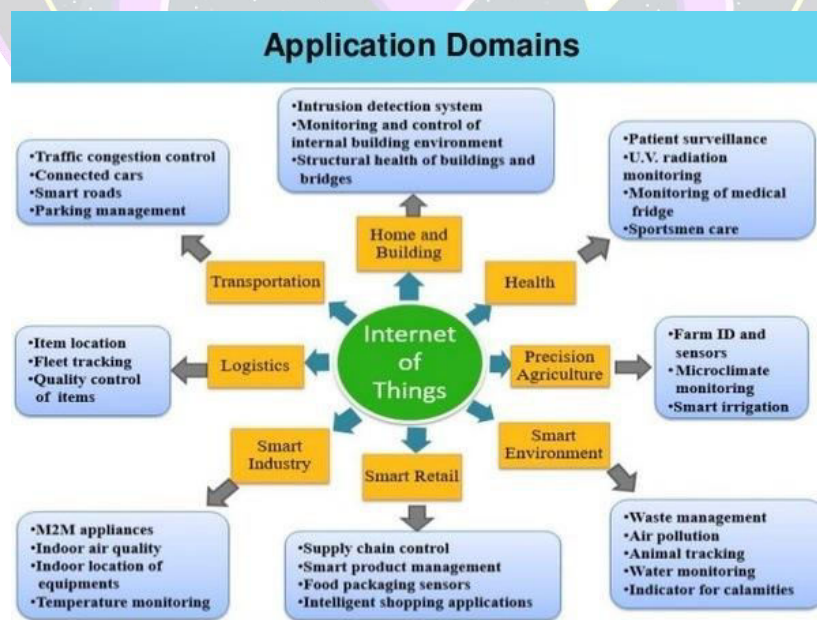 Application Domains
•Intrusion detection system
•Monitoring and control of
internal building environment
•Structural health of buildings and
bridges
•Traffic congestion control
•Connected cars
•Smart roads
•Parking management
•Patient surveillance
•U.V. radiation
monitoring
•Monitoring of medical
fridge
•Sportsmen care
Home and
Building
Transportation
Health
Internet
of
Things
•Item location
•Fleet tracking
•Quality control
of items
Logistics
Precision
Agriculture
•Farm ID and
sensors
•Microclimate
monitoring
•Smart irrigation
Smart
Industry
Smart Retail
Smart
Environment
•M2M appliances
•Indoor air quality
•Indoor location of
equipments
•Temperature monitoring
•Supply chain control
•Smart product management
•Food packaging sensors
•Intelligent shopping applications
•Waste management
•Air pollution
•Animal tracking
•Water monitoring
•Indicator for calamities